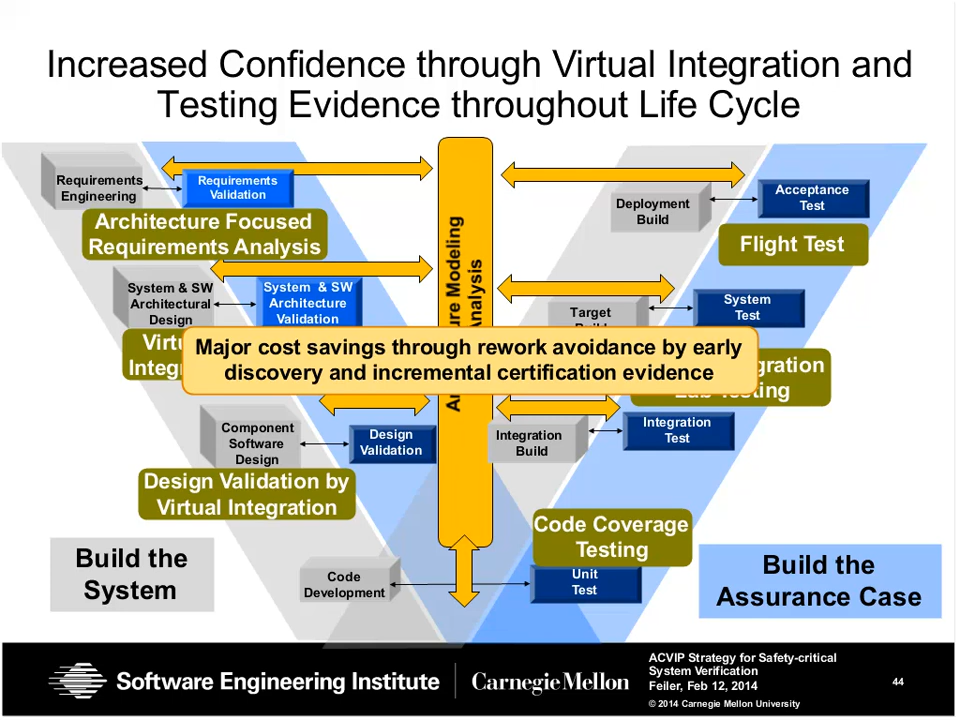 Increased Confidence through Virtual Integration and
Testing Evidence throughout Life Cycle
Requirements
Engineering
Requirements
Validation
Architecture Focused
Requirements Analysis
Deployment
Build
Acceptance
Test
Flight Test
System & SW
Architectural
Design
System & SW
Architecture
Validation
Modeling
Analysis
Target
System
Test
Major cost savings through rework avoidance by early
discovery and incremental certification evidence
Component
Software
Design
Design
Validation
Integration
Build
Integration
Test
Design Validation by
Virtual Integration
Code Coverage
Testing
Build the
System
Code
Development
Unit
Test
Build the
Assurance Case
Software Engineering Institute
Carnegie Mellon
ACVIP Strategy for Safety-critical
System Verification
Feiler, Feb 12, 2014
© 2014 Carnegie Mellon University
44